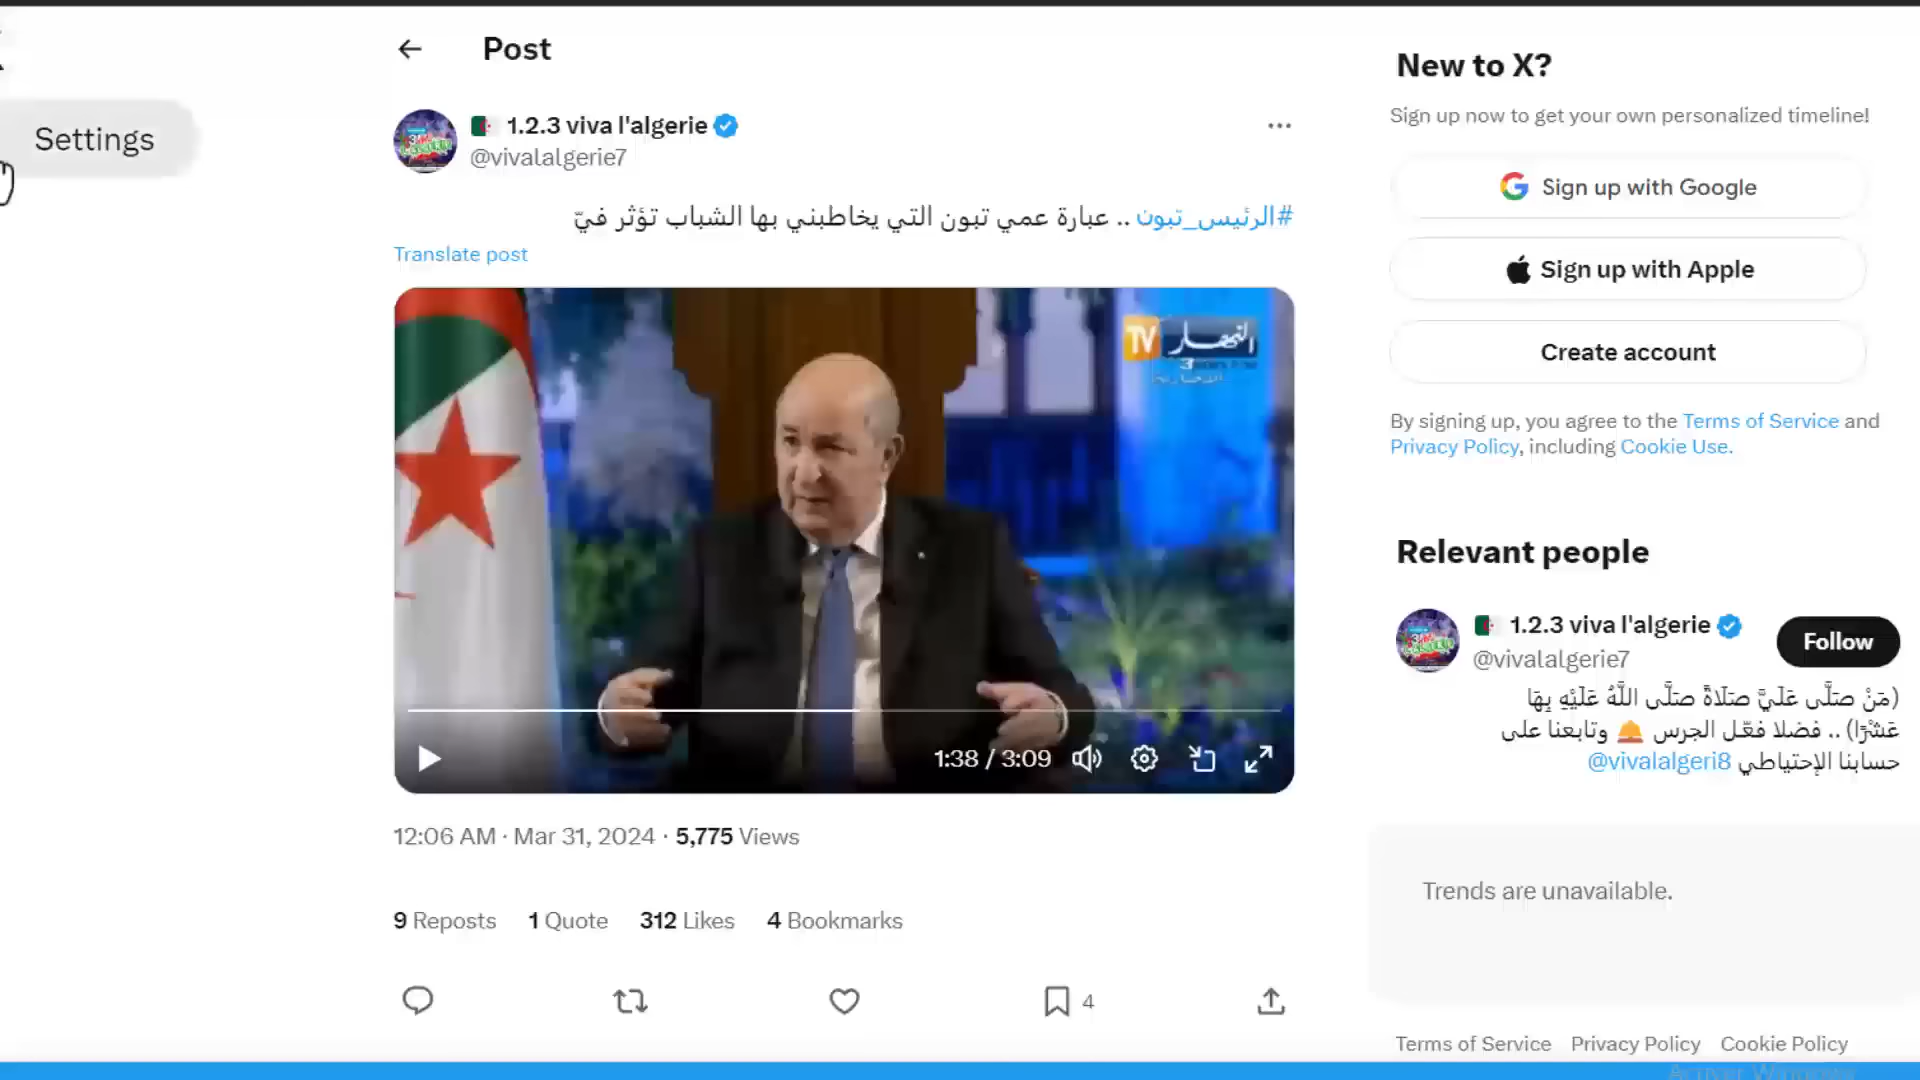 Post
Settings
1.2.3 viva l'algerie
@vivalalgerie7
#الرئيس_تبون .. عبارة عمي تبون التي يخاطبني بها الشباب تؤثر فيّ
Translate post
TV النهار
1:38 / 3:09
12:06 AM · Mar 31, 2024 · 5,775 Views
9 Reposts 1 Quote 312 Likes 4 Bookmarks
4
New to X?
Sign up now to get your own personalized timeline!
Sign up with Google
Sign up with Apple
Create account
By signing up, you agree to the Terms of Service and
Privacy Policy, including Cookie Use.
Relevant people
1.2.3 viva l'algerie
@vivalalgerie7
Follow
(مَنْ صلَّى عَلَيَّ صلَاةً صلَّى اللَّهُ عَلَيْهِ بِهَا
عَشْرًا) .. فضلا فعّل الجرس 🛎 وتابعنا على
حسابنا الإحتياطي @vivalalgeri8
Trends are unavailable.
Terms of Service Privacy Policy Cookie Policy
Activer Windows